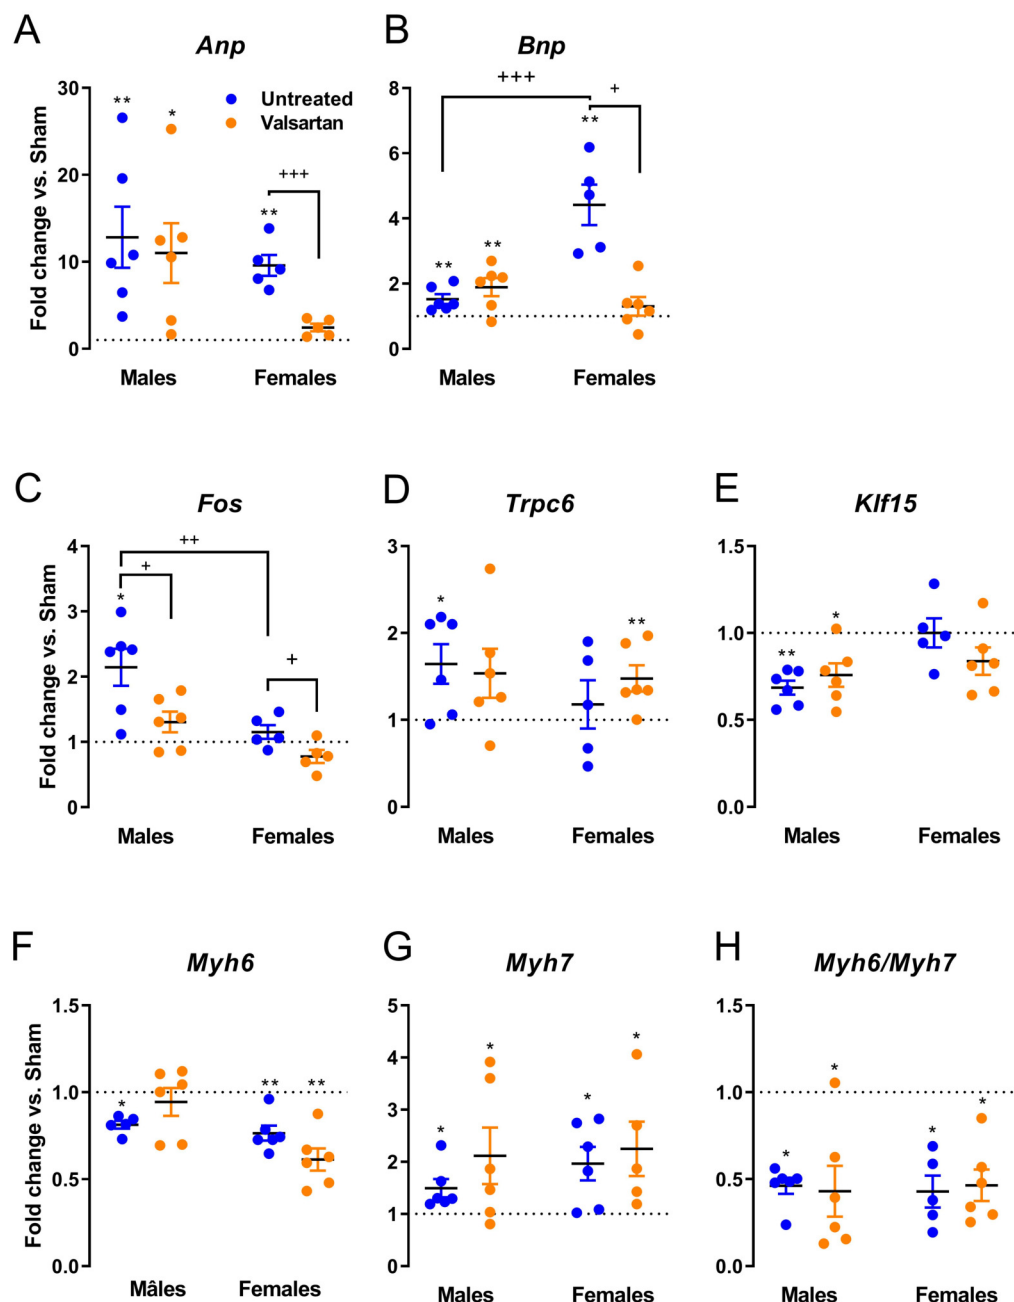 A
Anp
B
Bnp
Fold change vs. Sham
30
20
10
0
**
*
Untreated
Valsartan
+++
**
Males
Females
8
6
4
2
0
+++
+
**
**
**
Males
Females
C
Fos
D
Trpc6
E
Klf15
Fold change vs. Sham
4
3
2
1
0
++
+
*
+
Males
Females
3
2
1
0
*
**
Males
Females
1.5
1.0
0.5
0.0
**
*
Males
Females
F
Myh6
G
Myh7
H
Myh6/Myh7
Fold change vs. Sham
1.5
1.0
0.5
0.0
*
**
**
Mâles
Females
5
4
3
2
1
0
*
*
*
*
Males
Females
1.5
1.0
0.5
0.0
*
*
*
*
Males
Females